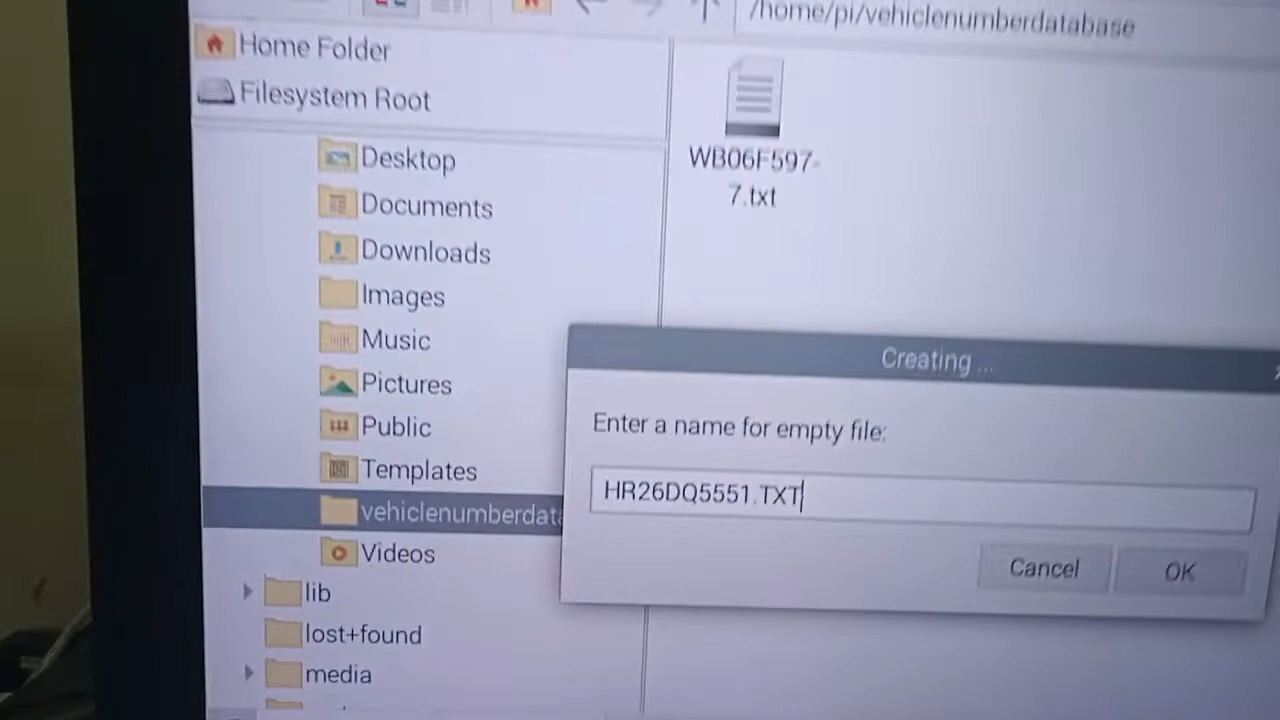 /home/pi/vehiclenumberdatabase
Home Folder
Filesystem Root
Desktop
Documents
Downloads
Images
Music
Pictures
Public
Templates
vehiclenumberdat
Videos
lib
lost+found
media
WB06F597-
7.txt
Creating ...
Enter a name for empty file:
HR26DQ5551.TXT
Cancel
OK